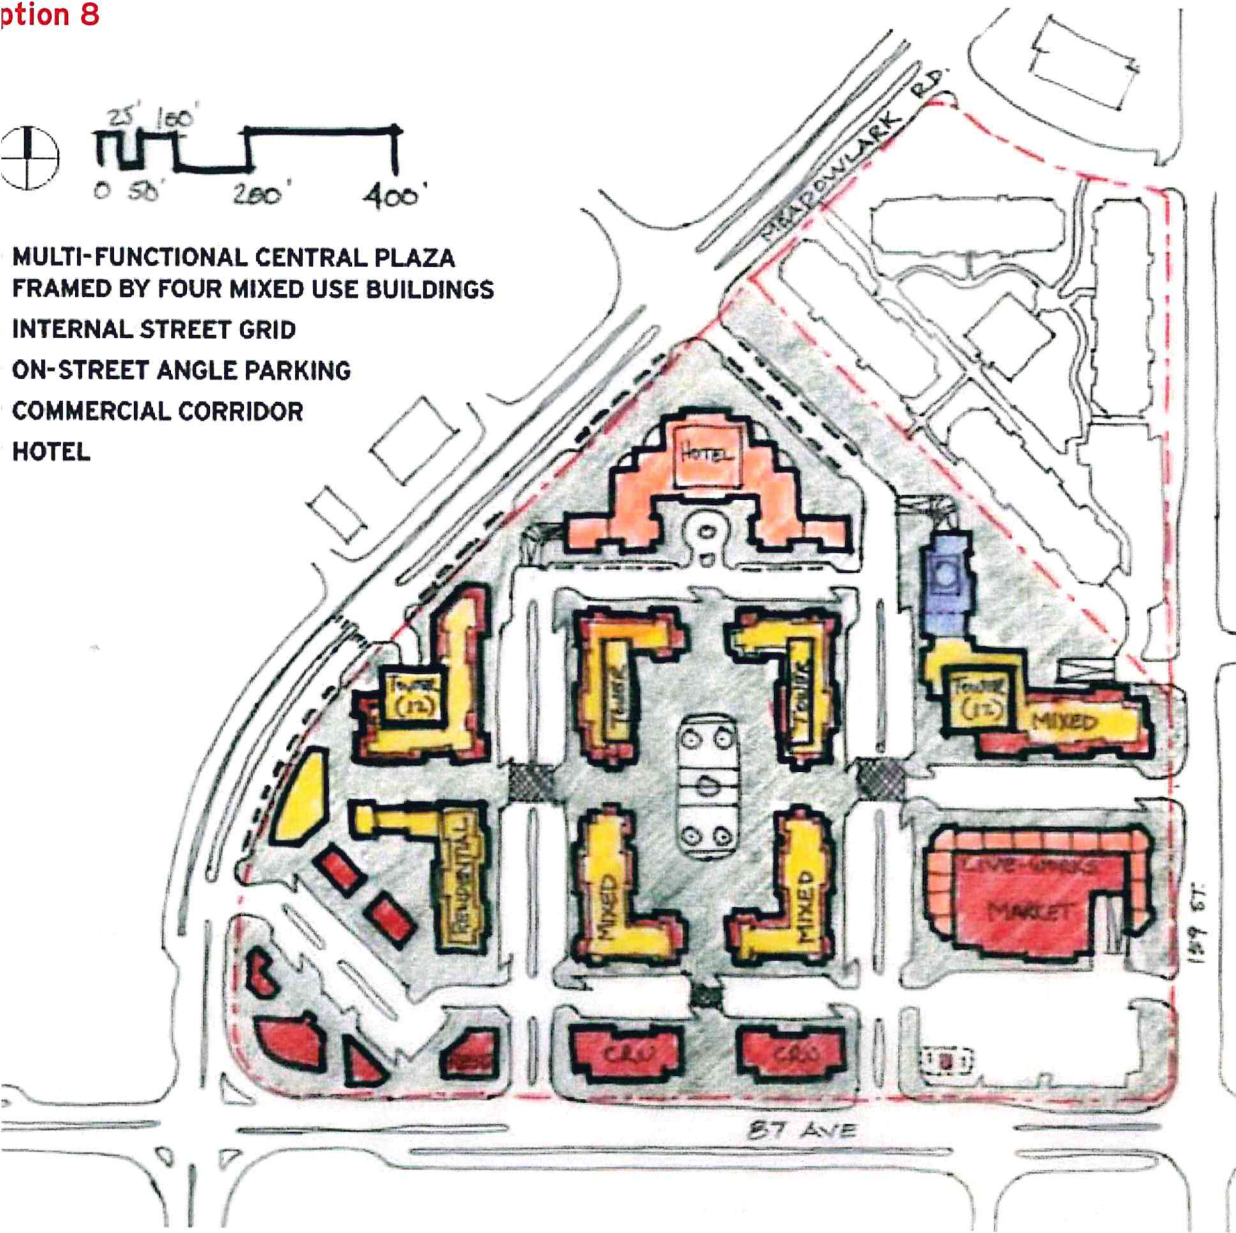 ption 8
25' 100'
0 50' 200' 400'
MULTI-FUNCTIONAL CENTRAL PLAZA
FRAMED BY FOUR MIXED USE BUILDINGS
INTERNAL STREET GRID
ON-STREET ANGLE PARKING
COMMERCIAL CORRIDOR
HOTEL
MEADOWLARK RD.
HOTEL
TOWER
(12)
TOWER
TOWER
TOWER
(12)
MIXED
RESIDENTIAL
MIXED
MIXED
LIVE-WORKS
MARKET
159 ST.
CRU
CRU
87 AVE